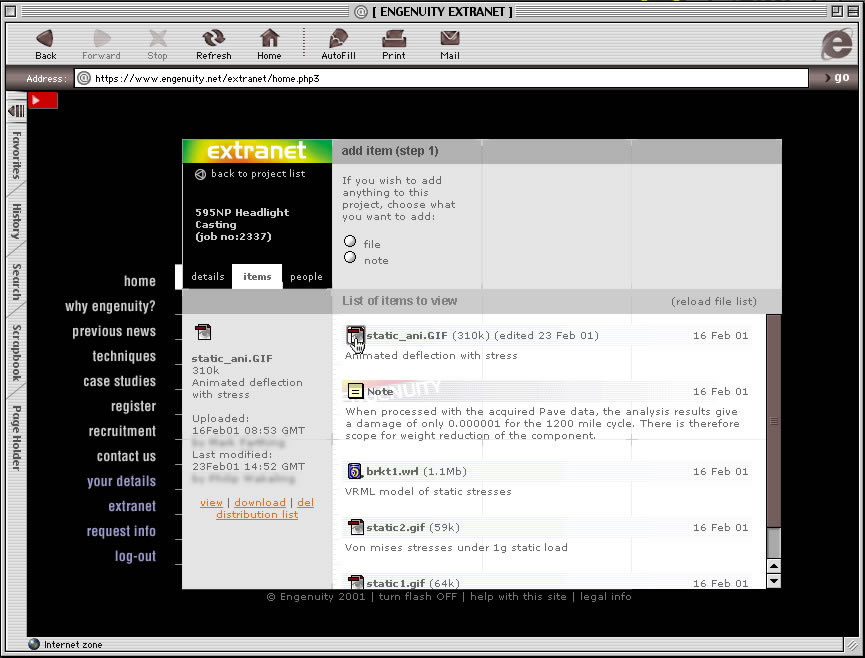 [ ENGENUITY EXTRANET ]
Back Forward Stop Refresh Home AutoFill Print Mail
Address: https://www.engenuity.net/extranet/home.php3 go
Favorites
History
Search
Scrapbook
Page Holder
home
why engenuity?
previous news
techniques
case studies
register
recruitment
contact us
your details
extranet
request info
log-out
extranet
back to project list
595NP Headlight
Casting
(job no:2337)
details items people
add item (step 1)
If you wish to add
anything to this
project, choose what
you want to add:
file
note
static_ani.GIF
310k
Animated deflection
with stress
Uploaded:
16Feb01 08:53 GMT
Last modified:
23Feb01 14:52 GMT
view | download | del
distribution list
List of items to view (reload file list)
static_ani.GIF (310k) (edited 23 Feb 01) 16 Feb 01
Animated deflection with stress
ENGENUITY
Note 16 Feb 01
When processed with the acquired Pave data, the analysis results give
a damage of only 0.000001 for the 1200 mile cycle. There is therefore
scope for weight reduction of the component.
brkt1.wrl (1.1Mb) 16 Feb 01
VRML model of static stresses
static2.gif (59k) 16 Feb 01
Von mises stresses under 1g static load
static1.gif (64k) 16 Feb 01
© Engenuity 2001 | turn flash OFF | help with this site | legal info
Internet zone